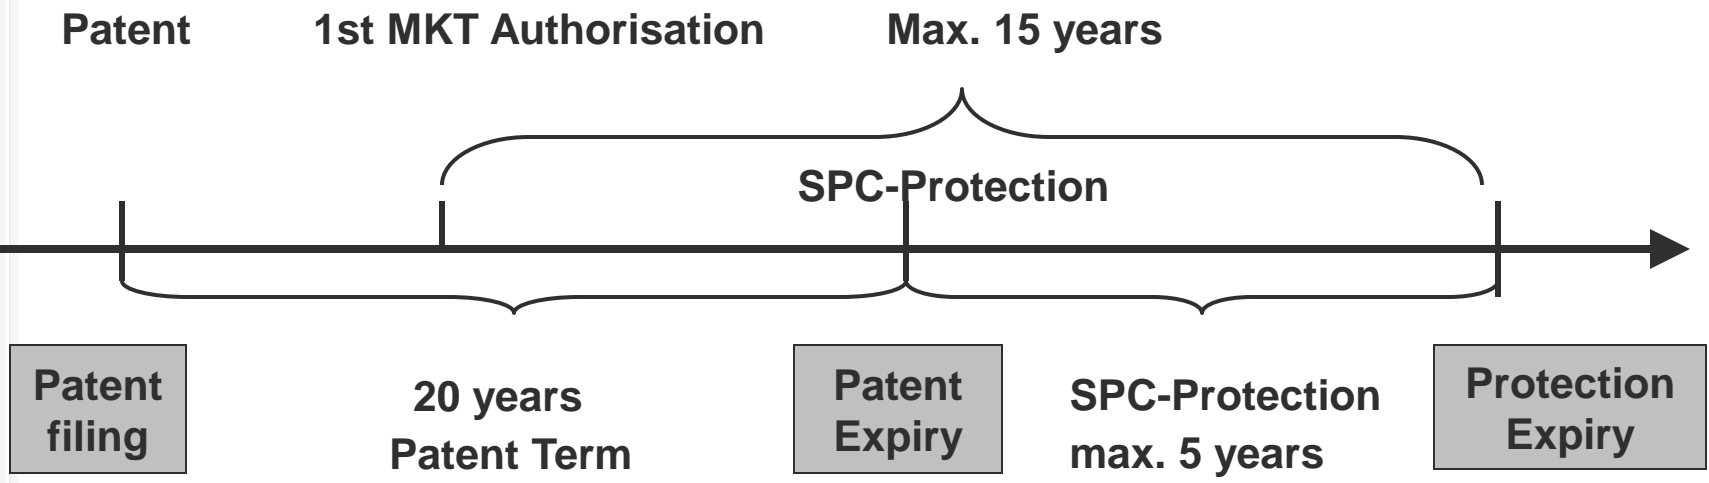 Patent
1st MKT Authorisation
Max. 15 years
SPC-Protection
Patent
filing
20 years
Patent Term
Patent
Expiry
SPC-Protection
max. 5 years
Protection
Expiry